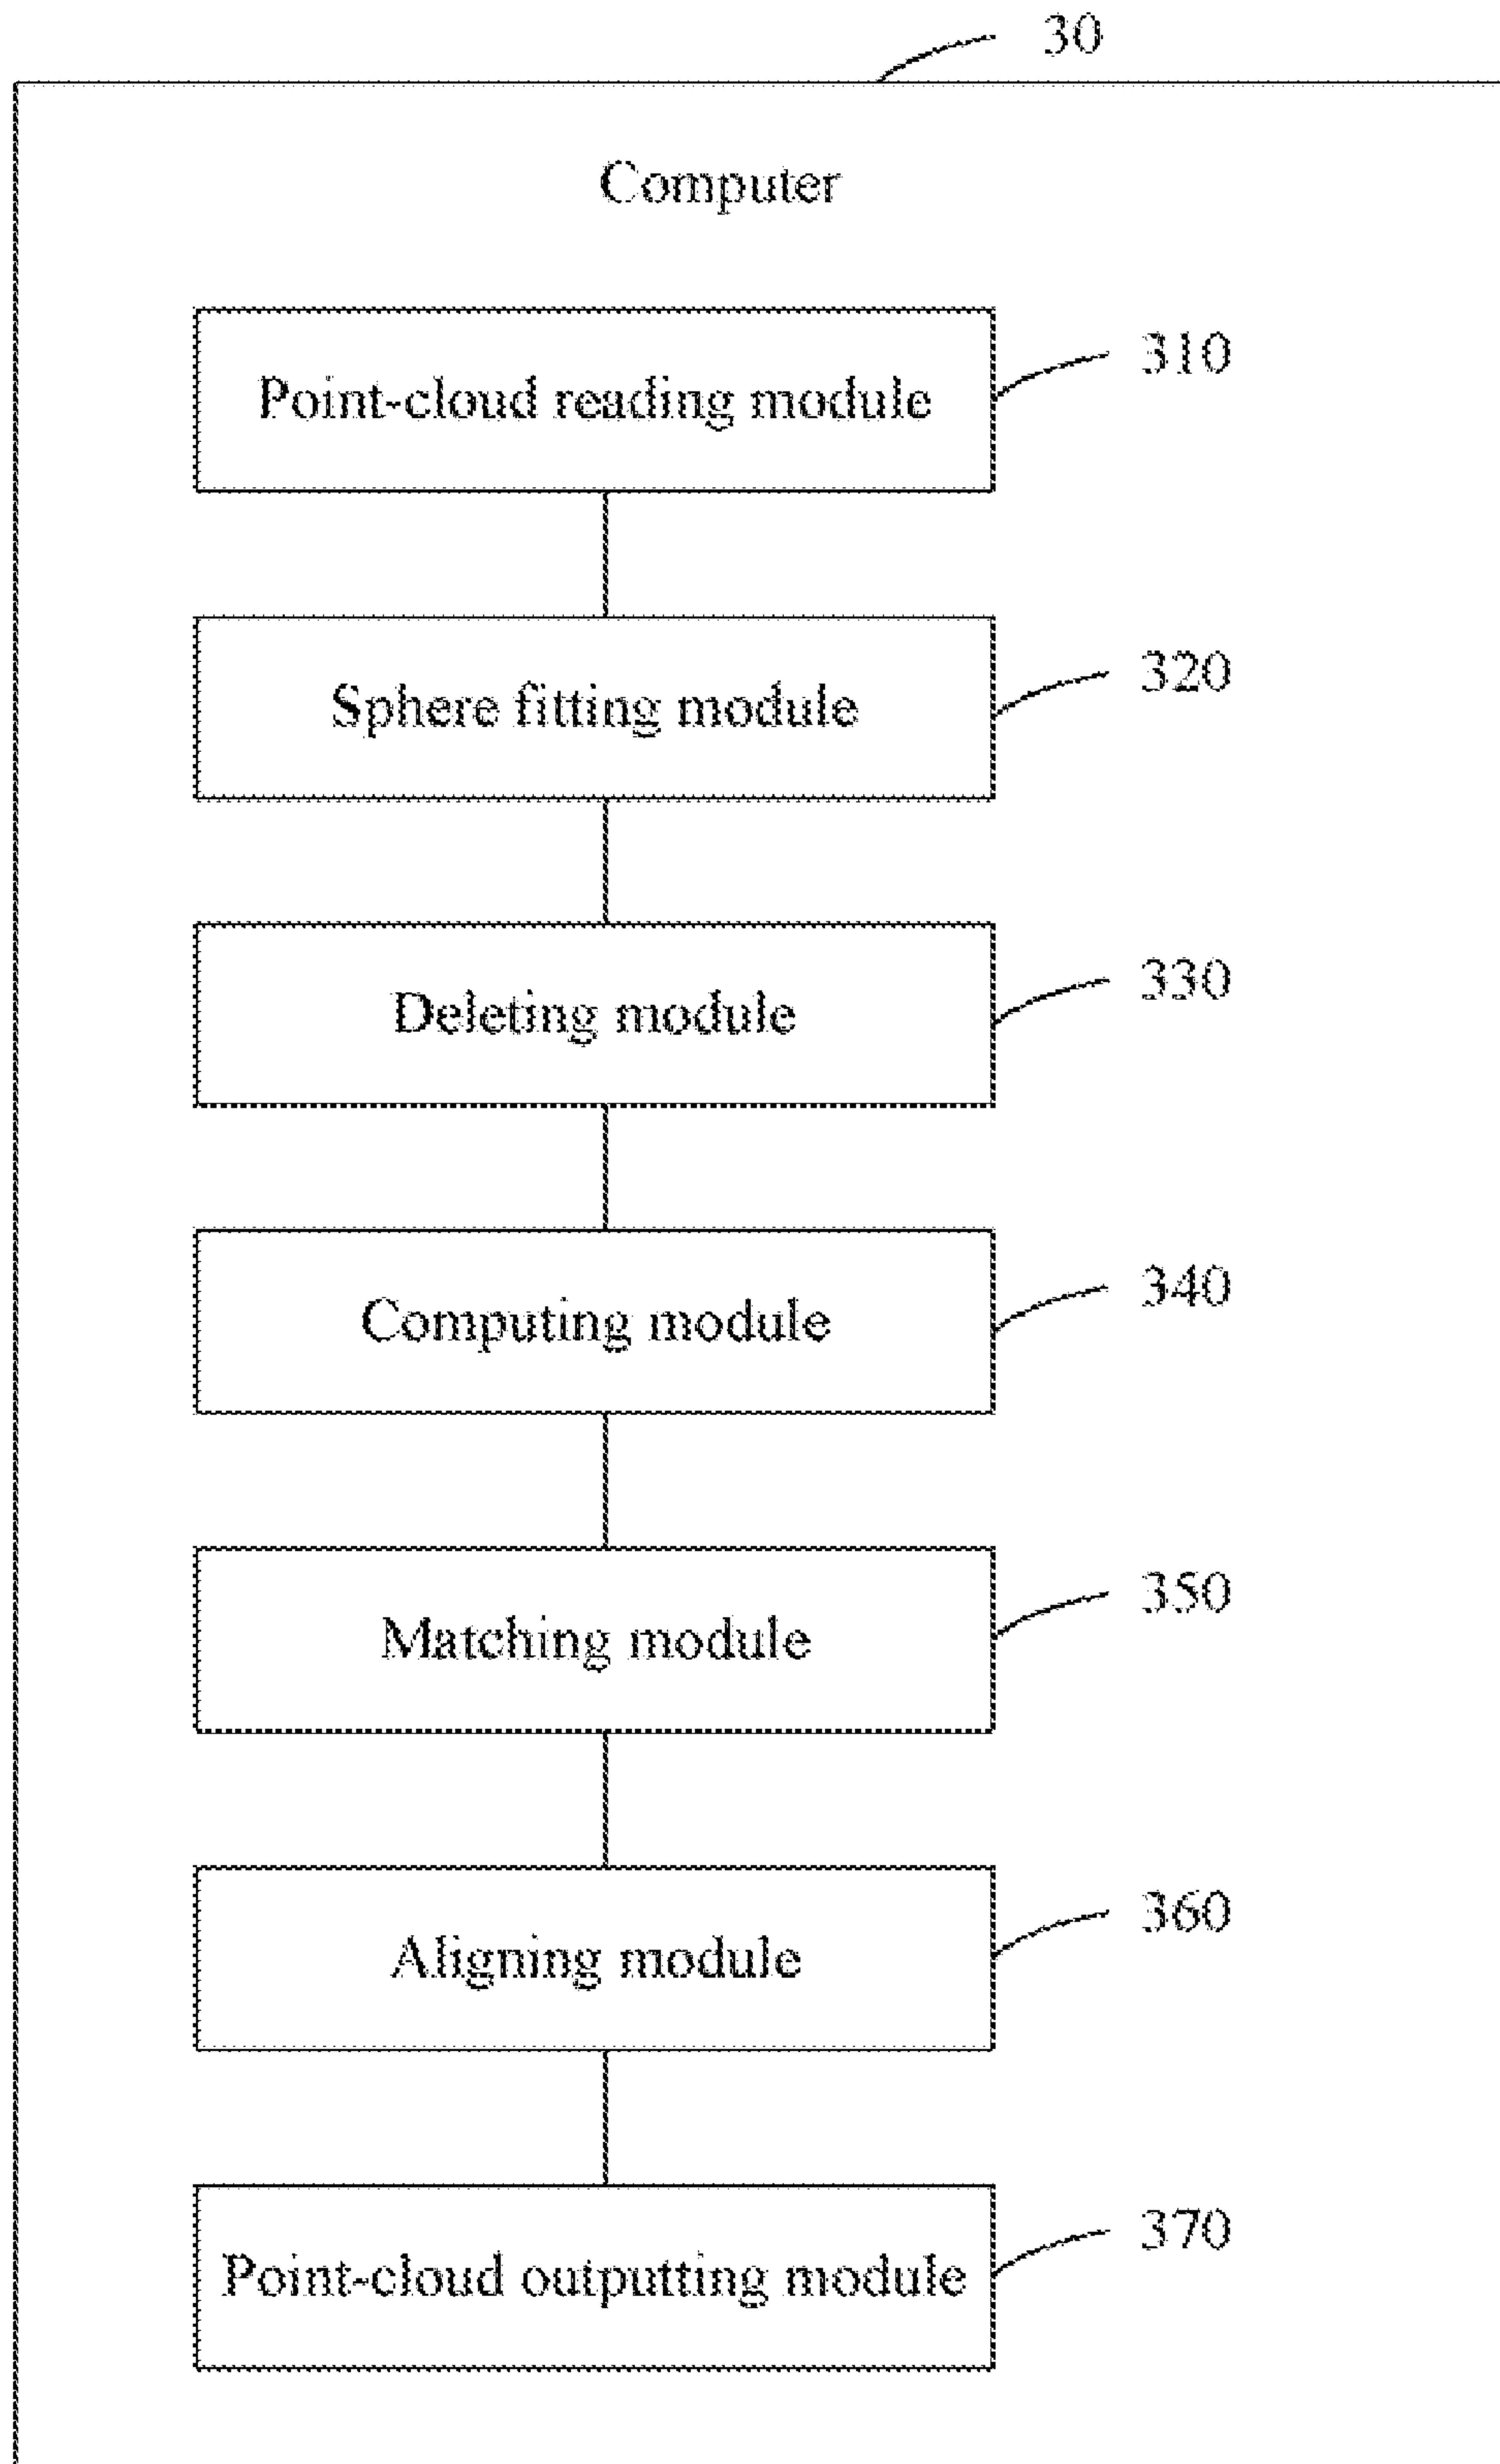 30
Computer
Point-cloud reading module
310
Sphere fitting module
320
Deleting module
330
Computing module
340
Matching module
350
Aligning module
360
Point-cloud outputting module
370